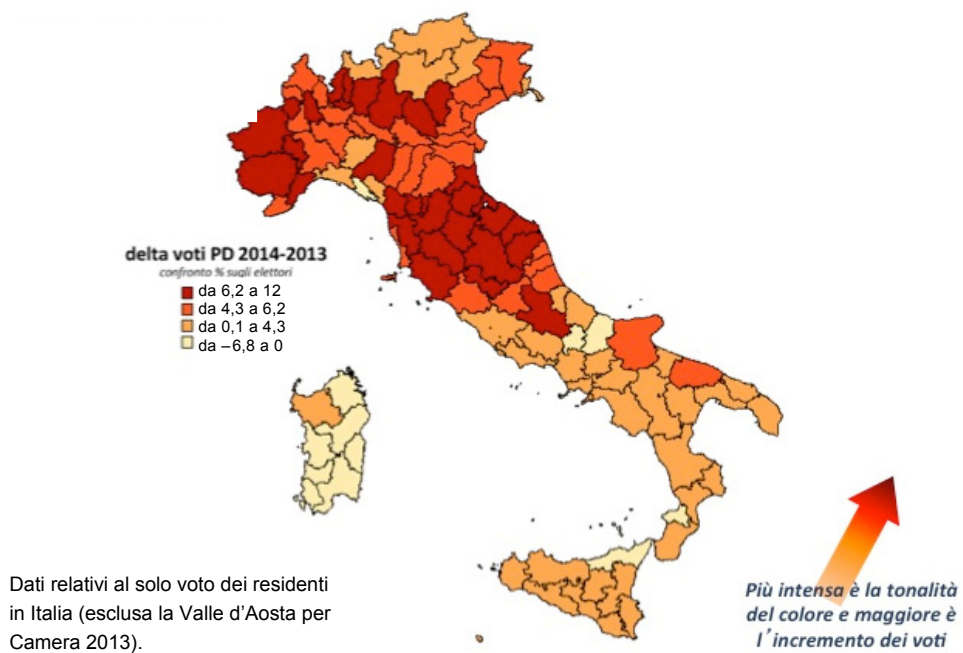 delta voti PD 2014-2013
confronto % sugli elettori
da 6,2 a 12
da 4,3 a 6,2
da 0,1 a 4,3
da –6,8 a 0
Dati relativi al solo voto dei residenti
in Italia (esclusa la Valle d’Aosta per
Camera 2013).
Più intensa è la tonalità
del colore e maggiore è
l’incremento dei voti